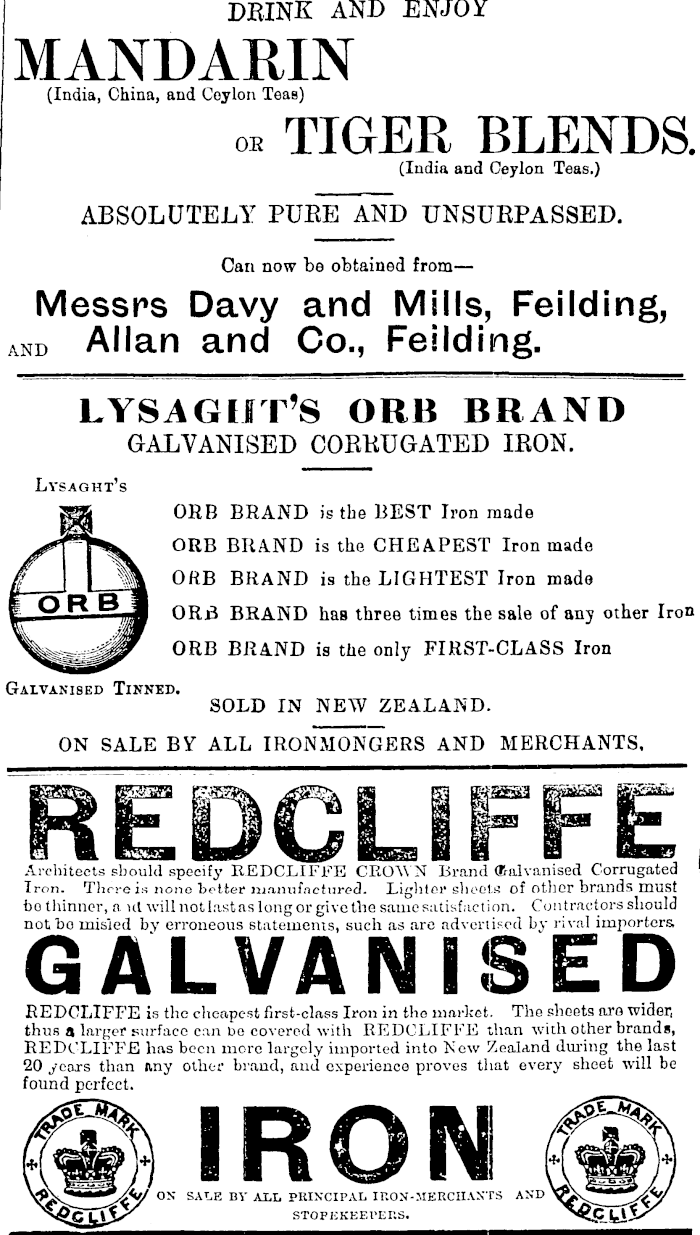 DRINK AND ENJOY
MANDARIN
(India, China, and Ceylon Teas)
OR TIGER BLENDS.
(India and Ceylon Teas.)
ABSOLUTELY PURE AND UNSURPASSED.
Can now be obtained from—
Messrs Davy and Mills, Feilding,
AND Allan and Co., Feilding.
LYSAGHT'S ORB BRAND
GALVANISED CORRUGATED IRON.
LYSAGHT'S
ORB
GALVANISED TINNED.
ORB BRAND is the BEST Iron made
ORB BRAND is the CHEAPEST Iron made
ORB BRAND is the LIGHTEST Iron made
ORB BRAND has three times the sale of any other Iron
ORB BRAND is the only FIRST-CLASS Iron
SOLD IN NEW ZEALAND.
ON SALE BY ALL IRONMONGERS AND MERCHANTS,
REDCLIFFE
Architects should specify REDCLIFFE CROWN Brand Galvanised Corrugated
Iron. There is none better manufactured. Lighter sheets of other brands must
be thinner, and will not last as long or give the same satisfaction. Contractors should
not be misled by erroneous statements, such as are advertised by rival importers.
GALVANISED
REDCLIFFE is the cheapest first-class Iron in the market. The sheets are wider,
thus a larger surface can be covered with REDCLIFFE than with other brands,
REDCLIFFE has been more largely imported into New Zealand during the last
20 years than any other brand, and experience proves that every sheet will be
found perfect.
TRADE MARK
REDCLIFFE
IRON
TRADE MARK
REDCLIFFE
ON SALE BY ALL PRINCIPAL IRON-MERCHANTS AND
STOREKEEPERS.